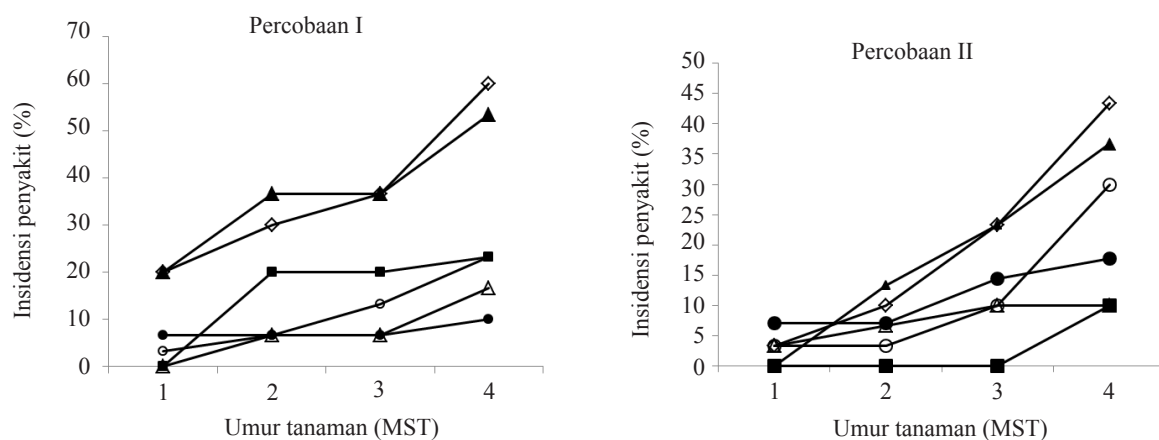 Percobaan I
Insidensi penyakit (%)
70
60
50
40
30
20
10
0
1 2 3 4
Umur tanaman (MST)
Percobaan II
Insidensi penyakit (%)
50
45
40
35
30
25
20
15
10
5
0
1 2 3 4
Umur tanaman (MST)